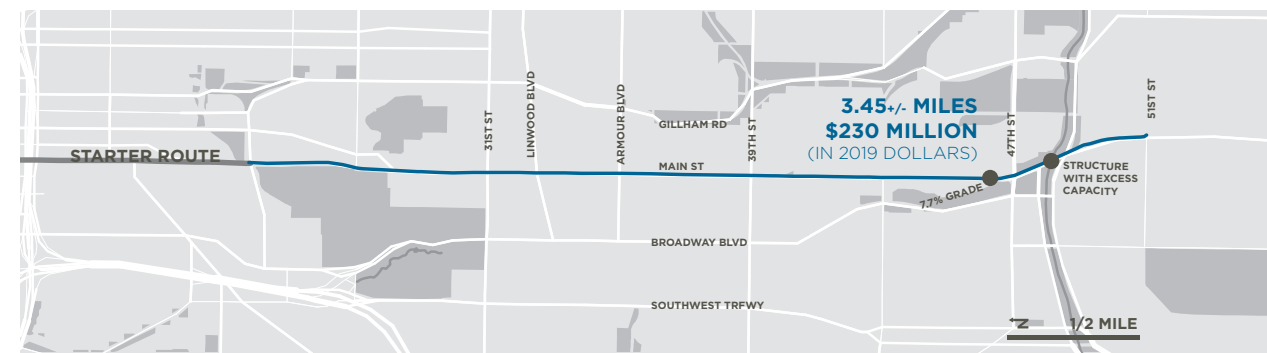 3.45+/- MILES
$230 MILLION
(IN 2019 DOLLARS)
STARTER ROUTE
31ST ST
LINWOOD BLVD
ARMOUR BLVD
GILLHAM RD
39TH ST
47TH ST
51ST ST
MAIN ST
7.7% GRADE
STRUCTURE
WITH EXCESS
CAPACITY
BROADWAY BLVD
SOUTHWEST TRFWY
N
1/2 MILE